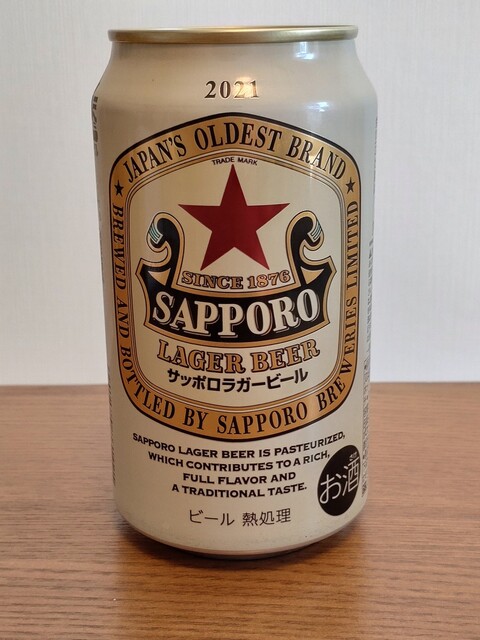 2021
★ JAPAN'S OLDEST BRAND ★
TRADE MARK
SINCE 1876
SAPPORO
LAGER BEER
サッポロラガービール
BREWED AND BOTTLED BY SAPPORO BREWERIES LIMITED
SAPPORO LAGER BEER IS PASTEURIZED,
WHICH CONTRIBUTES TO A RICH,
FULL FLAVOR AND
A TRADITIONAL TASTE.
お酒
ビール 熱処理